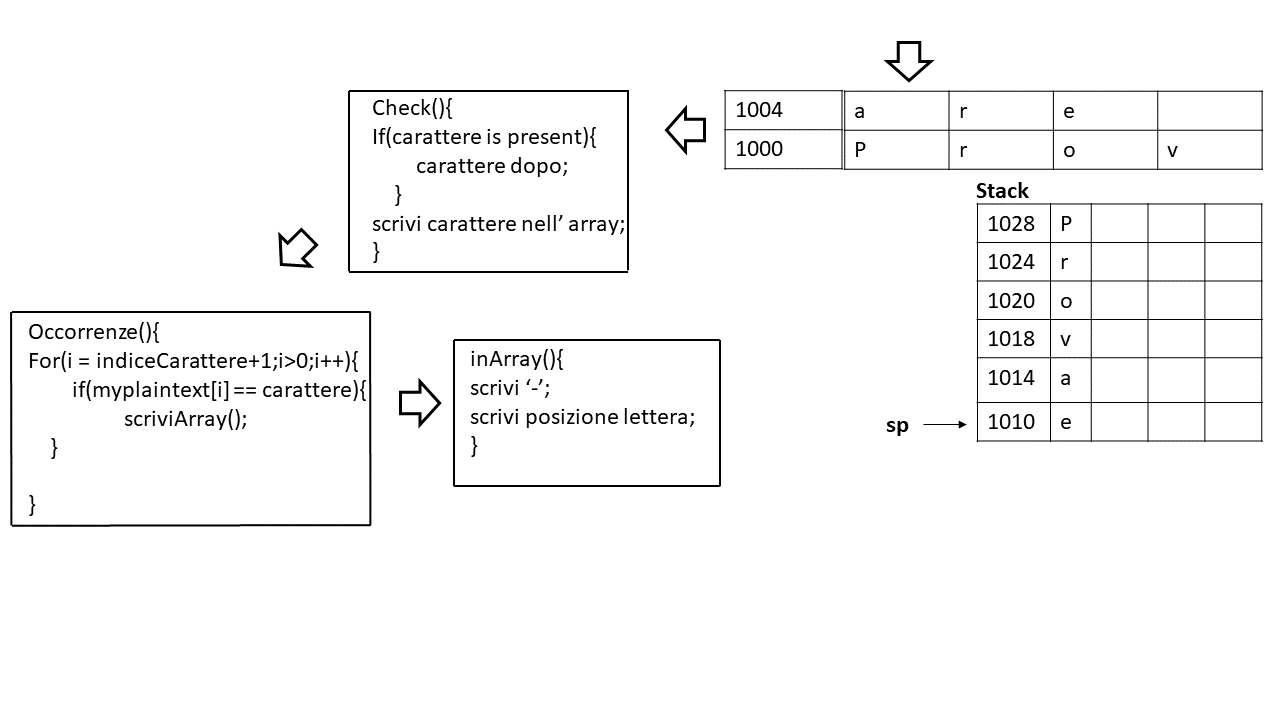 Check(){
If(carattere is present){
carattere dopo;
}
scrivi carattere nell’ array;
}
1004 a r e
1000 P r o v
Stack
1028 P
1024 r
1020 o
1018 v
1014 a
sp 1010 e
Occorrenze(){
For(i = indiceCarattere+1;i>0;i++){
if(myplaintext[i] == carattere){
scriviArray();
}
}
inArray(){
scrivi ‘-’;
scrivi posizione lettera;
}